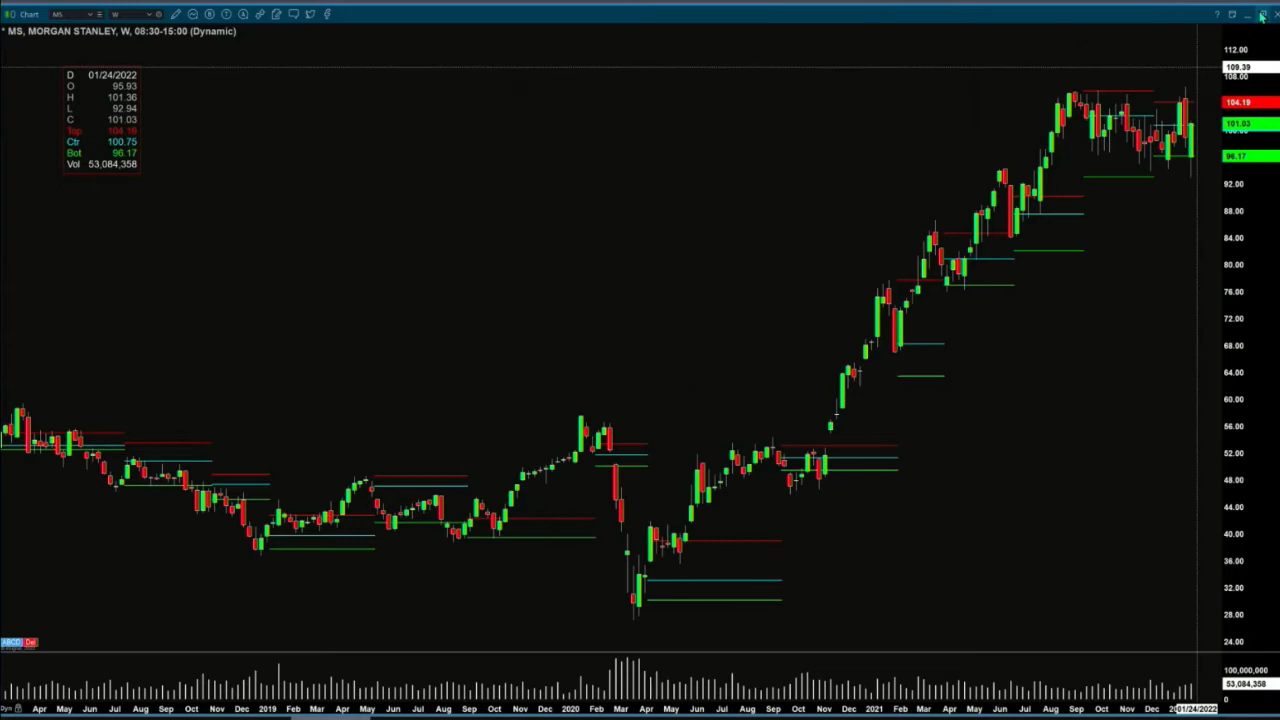 Chart MS W ?
* MS, MORGAN STANLEY, W, 08:30-15:00 (Dynamic)
D 01/24/2022
O 95.93
H 101.36
L 92.94
C 101.03
Top 104.19
Ctr 100.75
Bot 96.17
Vol 53,084,358
112.00
109.39
108.00
104.19
101.03
96.17
92.00
88.00
84.00
80.00
76.00
72.00
68.00
64.00
60.00
56.00
52.00
48.00
44.00
40.00
36.00
32.00
28.00
24.00
ABCD Del
100,000,000
53,084,358
0
Dyn Apr May Jun Jul Aug Sep Oct Nov Dec 2019 Feb Mar Apr May Jun Jul Aug Sep Oct Nov Dec 2020 Feb Mar Apr May Jun Jul Aug Sep Oct Nov Dec 2021 Feb Mar Apr May Jun Jul Aug Sep Oct Nov Dec 01/24/2022